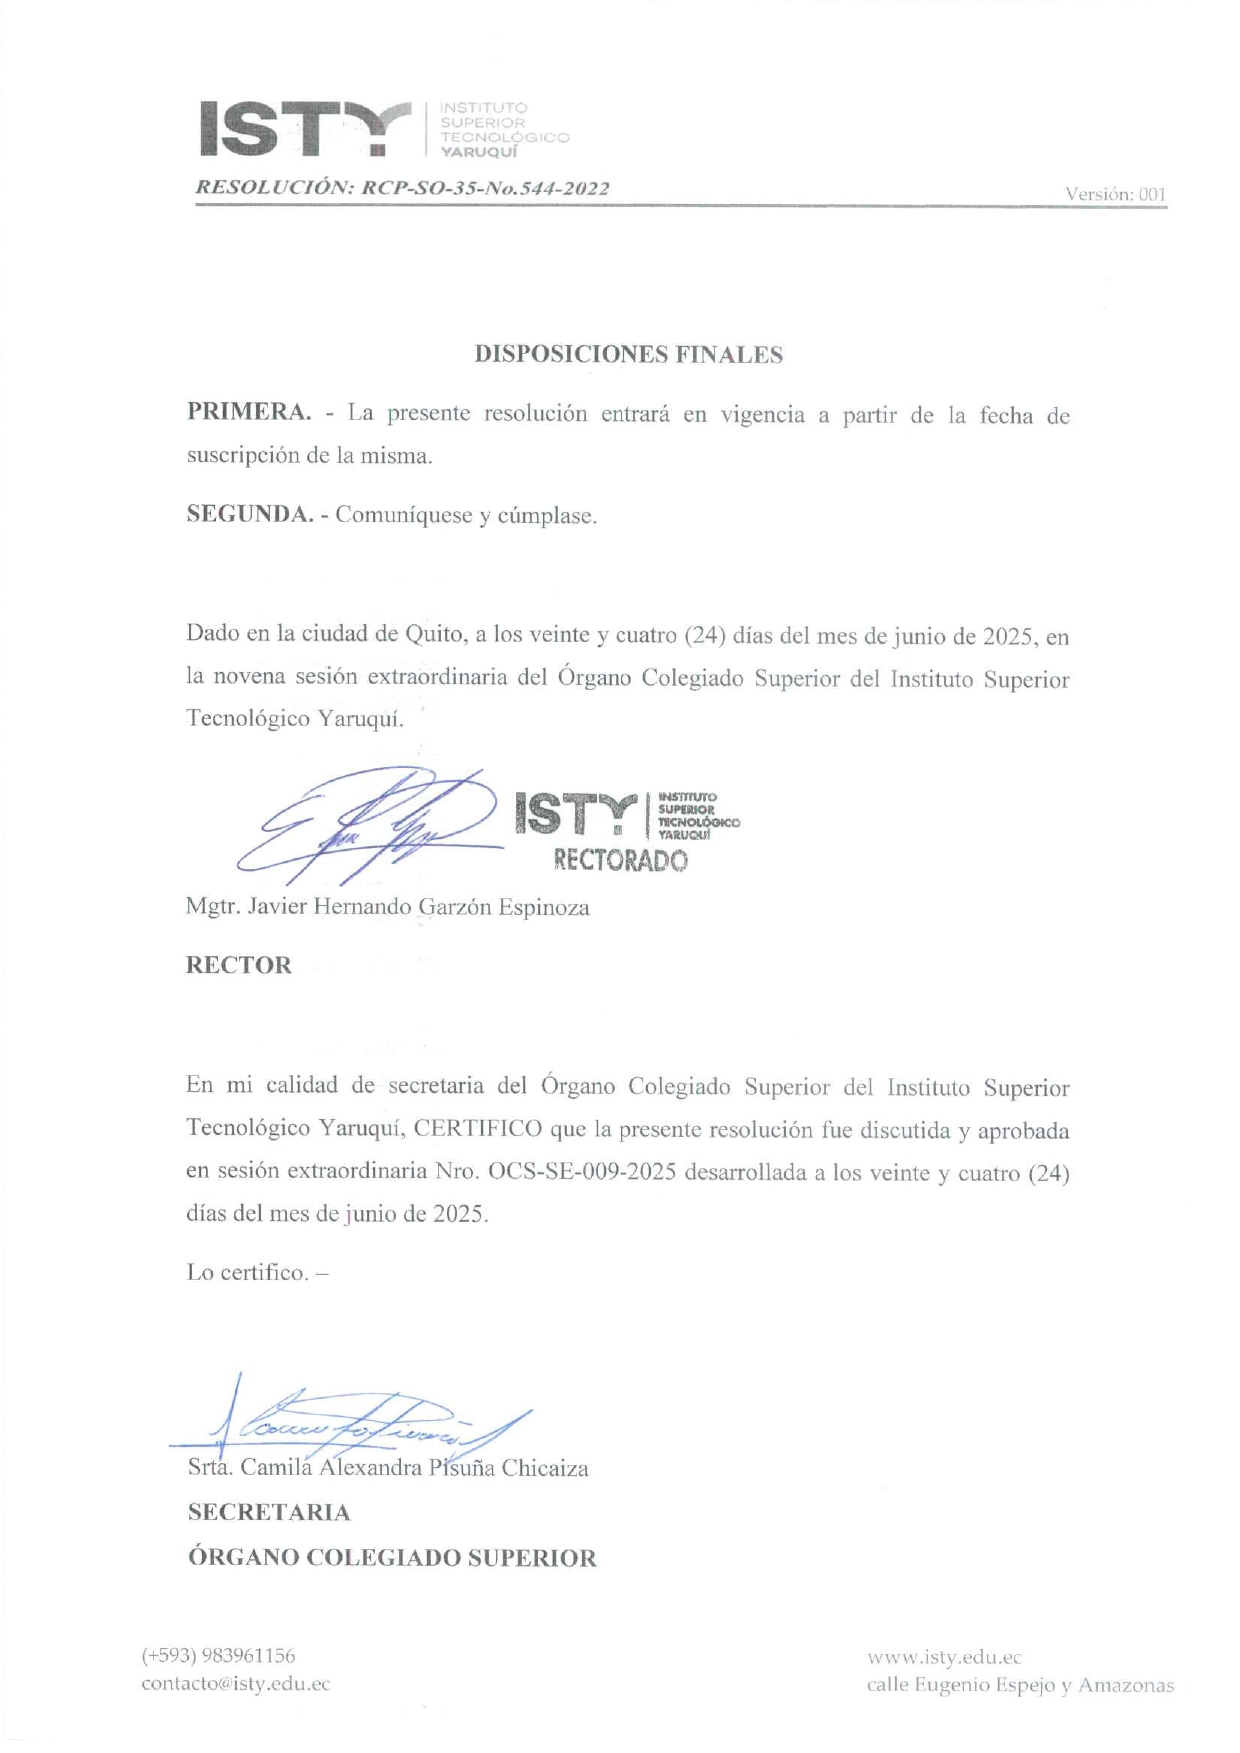 ISTY
INSTITUTO
SUPERIOR
TECNOLÓGICO
YARUQUÍ
RESOLUCIÓN: RCP-SO-35-No.544-2022
Versión: 001
DISPOSICIONES FINALES
PRIMERA. - La presente resolución entrará en vigencia a partir de la fecha de
suscripción de la misma.
SEGUNDA. - Comuníquese y cúmplase.
Dado en la ciudad de Quito, a los veinte y cuatro (24) días del mes de junio de 2025, en
la novena sesión extraordinaria del Órgano Colegiado Superior del Instituto Superior
Tecnológico Yaruquí.
ISTY
INSTITUTO
SUPERIOR
TECNOLÓGICO
YARUQUÍ
RECTORADO
Mgtr. Javier Hernando Garzón Espinoza
RECTOR
En mi calidad de secretaria del Órgano Colegiado Superior del Instituto Superior
Tecnológico Yaruquí, CERTIFICO que la presente resolución fue discutida y aprobada
en sesión extraordinaria Nro. OCS-SE-009-2025 desarrollada a los veinte y cuatro (24)
días del mes de junio de 2025.
Lo certifico. –
Srta. Camila Alexandra Pisuña Chicaiza
SECRETARIA
ÓRGANO COLEGIADO SUPERIOR
(+593) 983961156
contacto@isty.edu.ec
www.isty.edu.ec
calle Eugenio Espejo y Amazonas